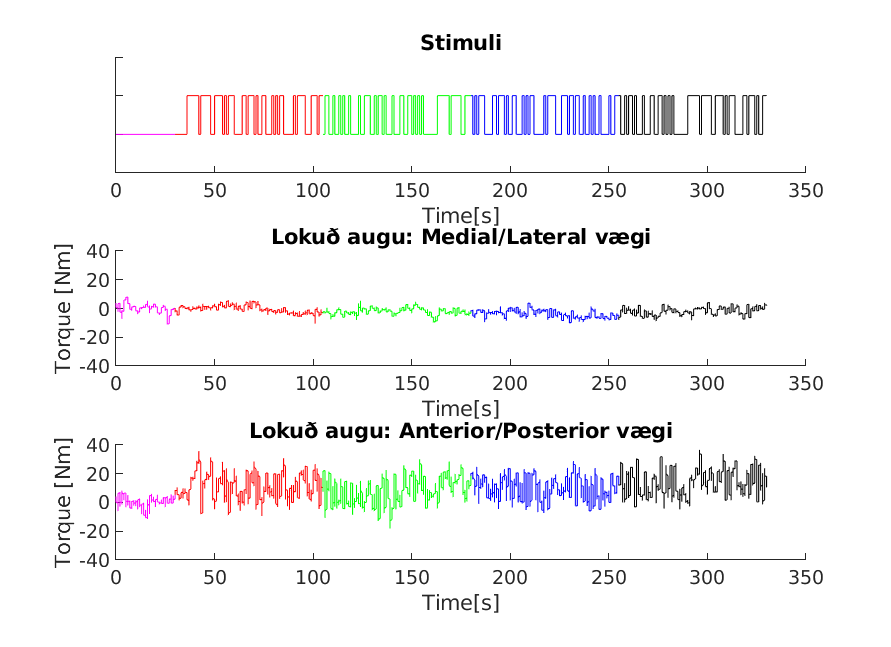 Stimuli
0 50 100 150 200 250 300 350
Time[s]
Lokuð augu: Medial/Lateral vægi
Torque [Nm]
40
20
0
-20
-40
0 50 100 150 200 250 300 350
Time[s]
Lokuð augu: Anterior/Posterior vægi
Torque [Nm]
40
20
0
-20
-40
0 50 100 150 200 250 300 350
Time[s]